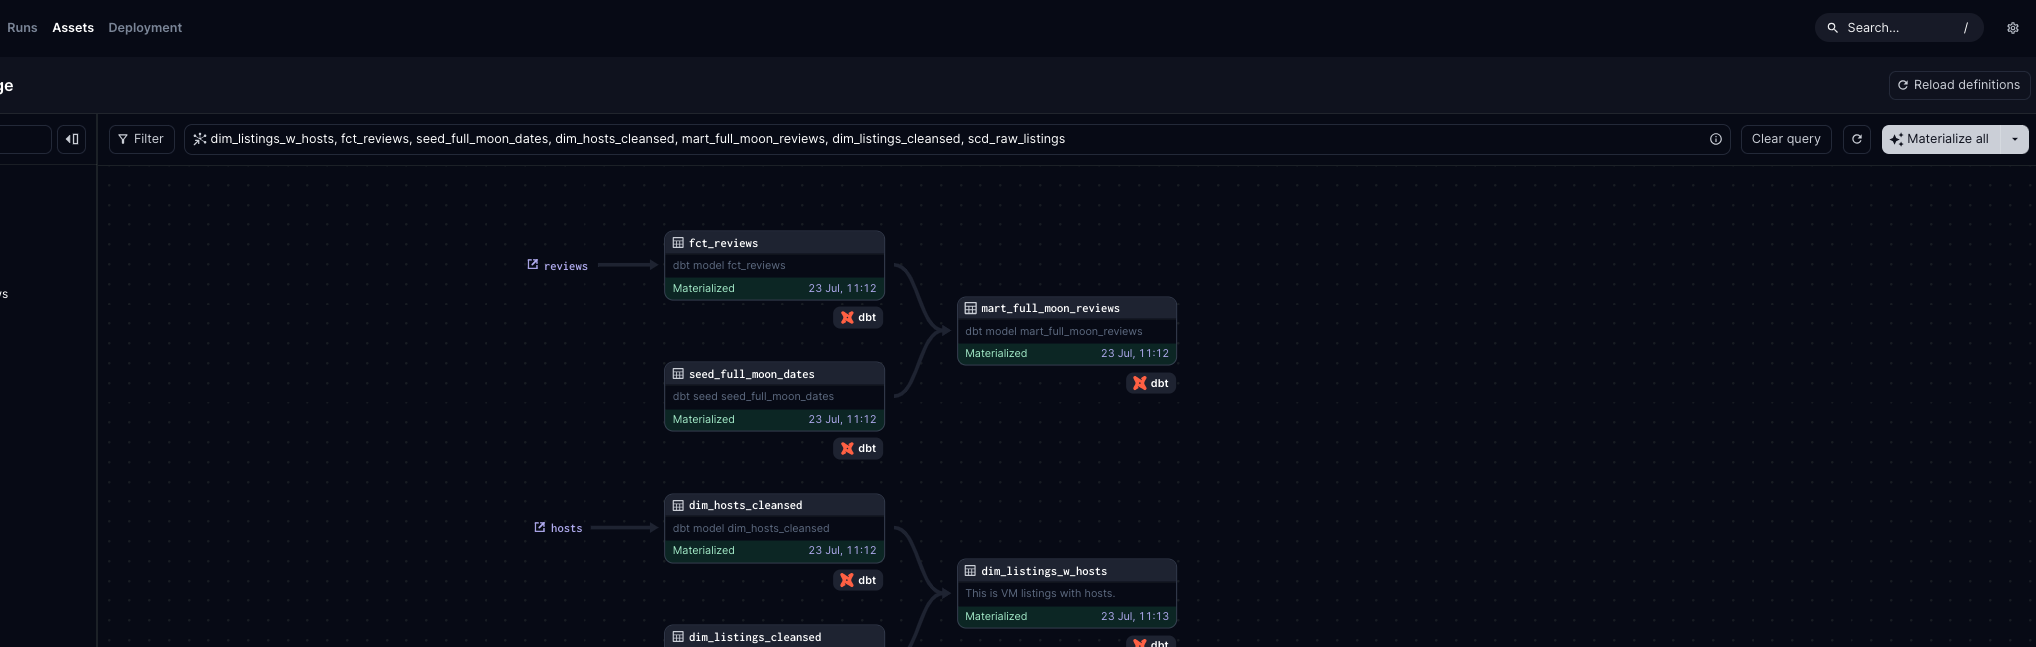 Runs Assets Deployment Search... /
ge Reload definitions
Filter dim_listings_w_hosts, fct_reviews, seed_full_moon_dates, dim_hosts_cleansed, mart_full_moon_reviews, dim_listings_cleansed, scd_raw_listings Clear query Materialize all
vs
reviews
fct_reviews
dbt model fct_reviews
Materialized 23 Jul, 11:12
dbt
mart_full_moon_reviews
dbt model mart_full_moon_reviews
Materialized 23 Jul, 11:12
dbt
seed_full_moon_dates
dbt seed seed_full_moon_dates
Materialized 23 Jul, 11:12
dbt
hosts
dim_hosts_cleansed
dbt model dim_hosts_cleansed
Materialized 23 Jul, 11:12
dbt
dim_listings_w_hosts
This is VM listings with hosts.
Materialized 23 Jul, 11:13
dbt
dim_listings_cleansed